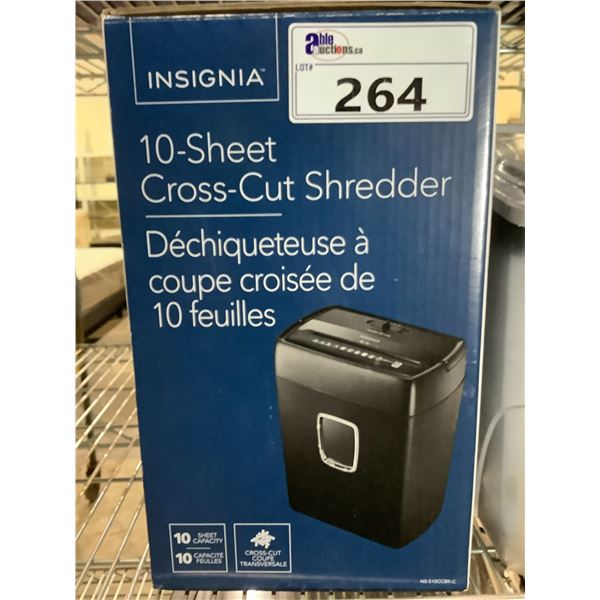 INSIGNIA™
able
auctions.ca
LOT#
264
10-Sheet
Cross-Cut Shredder
Déchiqueteuse à
coupe croisée de
10 feuilles
10 SHEET CAPACITY
10 CAPACITÉ FEUILLES
CROSS-CUT
COUPE
TRANSVERSALE